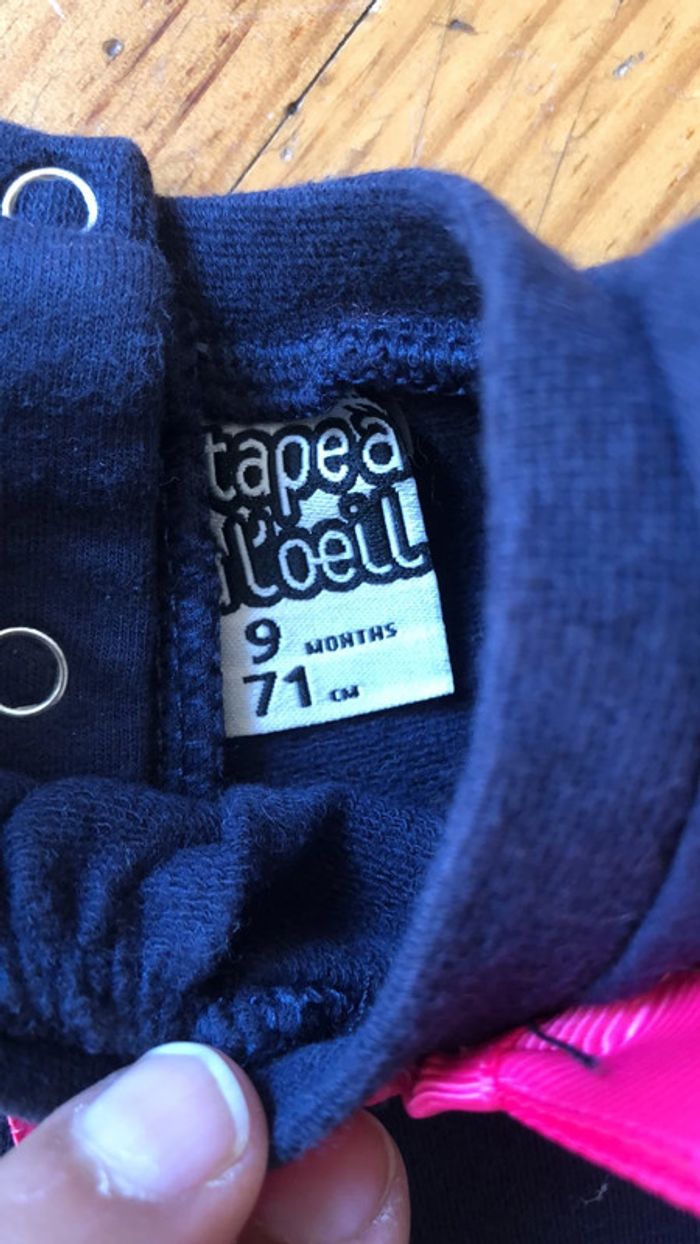 tape à
l'oeil
9 MONTHS
71 CM